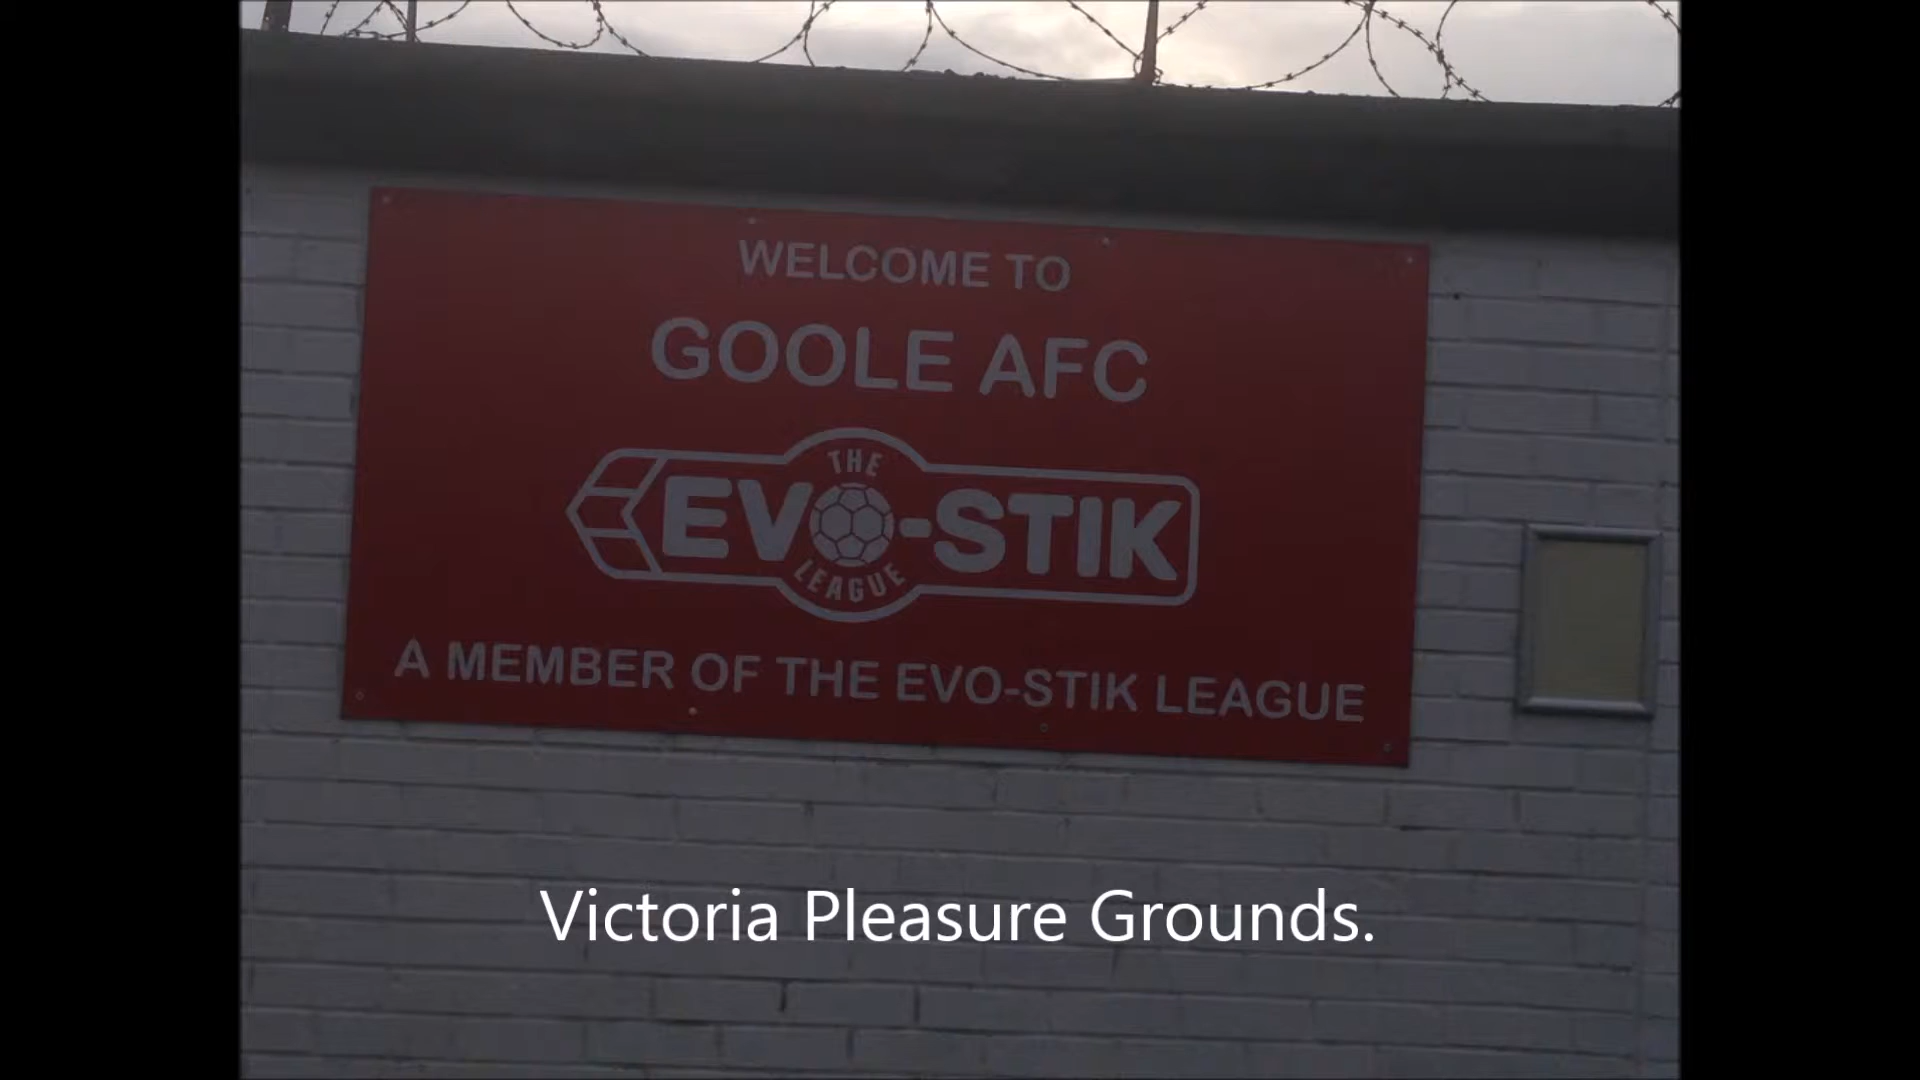 WELCOME TO
GOOLE AFC
THE
EVO-STIK
LEAGUE
A MEMBER OF THE EVO-STIK LEAGUE
Victoria Pleasure Grounds.